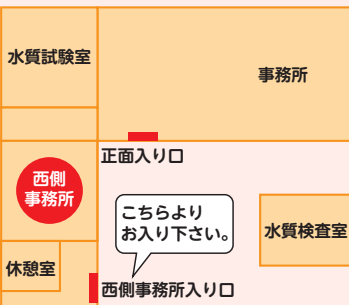 水質試験室
事務所
正面入り口
西側
事務所
こちらより
お入り下さい。
水質検査室
休憩室
西側事務所入り口